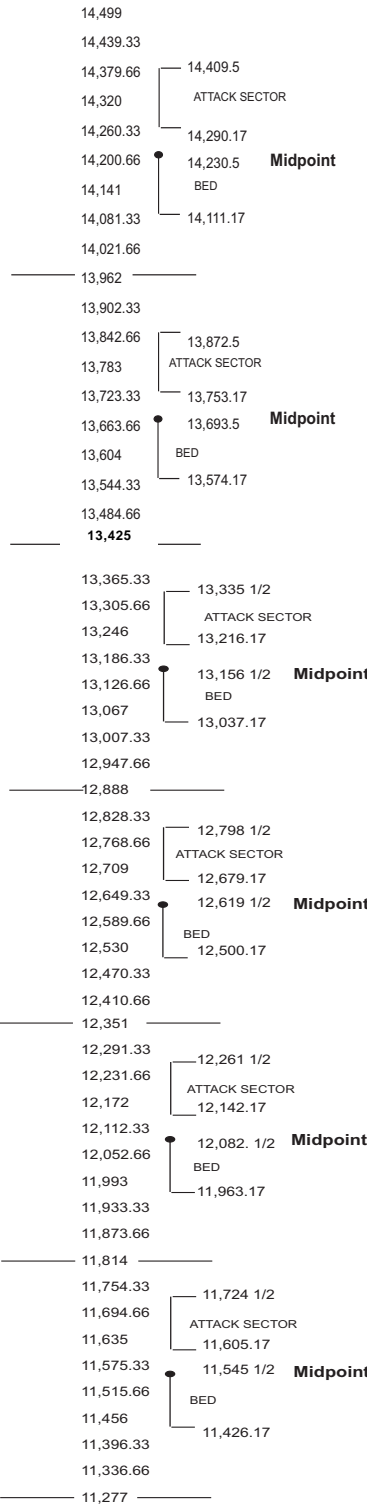 14,499
14,439.33
14,379.66 14,409.5
14,320 ATTACK SECTOR
14,260.33 14,290.17
14,200.66 14,230.5 Midpoint
14,141 BED
14,081.33 14,111.17
14,021.66
13,962
13,902.33
13,842.66 13,872.5
13,783 ATTACK SECTOR
13,723.33 13,753.17
13,663.66 13,693.5 Midpoint
13,604 BED
13,544.33 13,574.17
13,484.66
13,425
13,365.33
13,305.66 13,335 1/2
13,246 ATTACK SECTOR
13,186.33 13,216.17
13,126.66 13,156 1/2 Midpoint
13,067 BED
13,007.33 13,037.17
12,947.66
12,888
12,828.33
12,768.66 12,798 1/2
12,709 ATTACK SECTOR
12,649.33 12,679.17
12,589.66 12,619 1/2 Midpoint
12,530 BED
12,470.33 12,500.17
12,410.66
12,351
12,291.33
12,231.66 12,261 1/2
12,172 ATTACK SECTOR
12,112.33 12,142.17
12,052.66 12,082. 1/2 Midpoint
11,993 BED
11,933.33 11,963.17
11,873.66
11,814
11,754.33
11,694.66 11,724 1/2
11,635 ATTACK SECTOR
11,575.33 11,605.17
11,515.66 11,545 1/2 Midpoint
11,456 BED
11,396.33 11,426.17
11,336.66
11,277